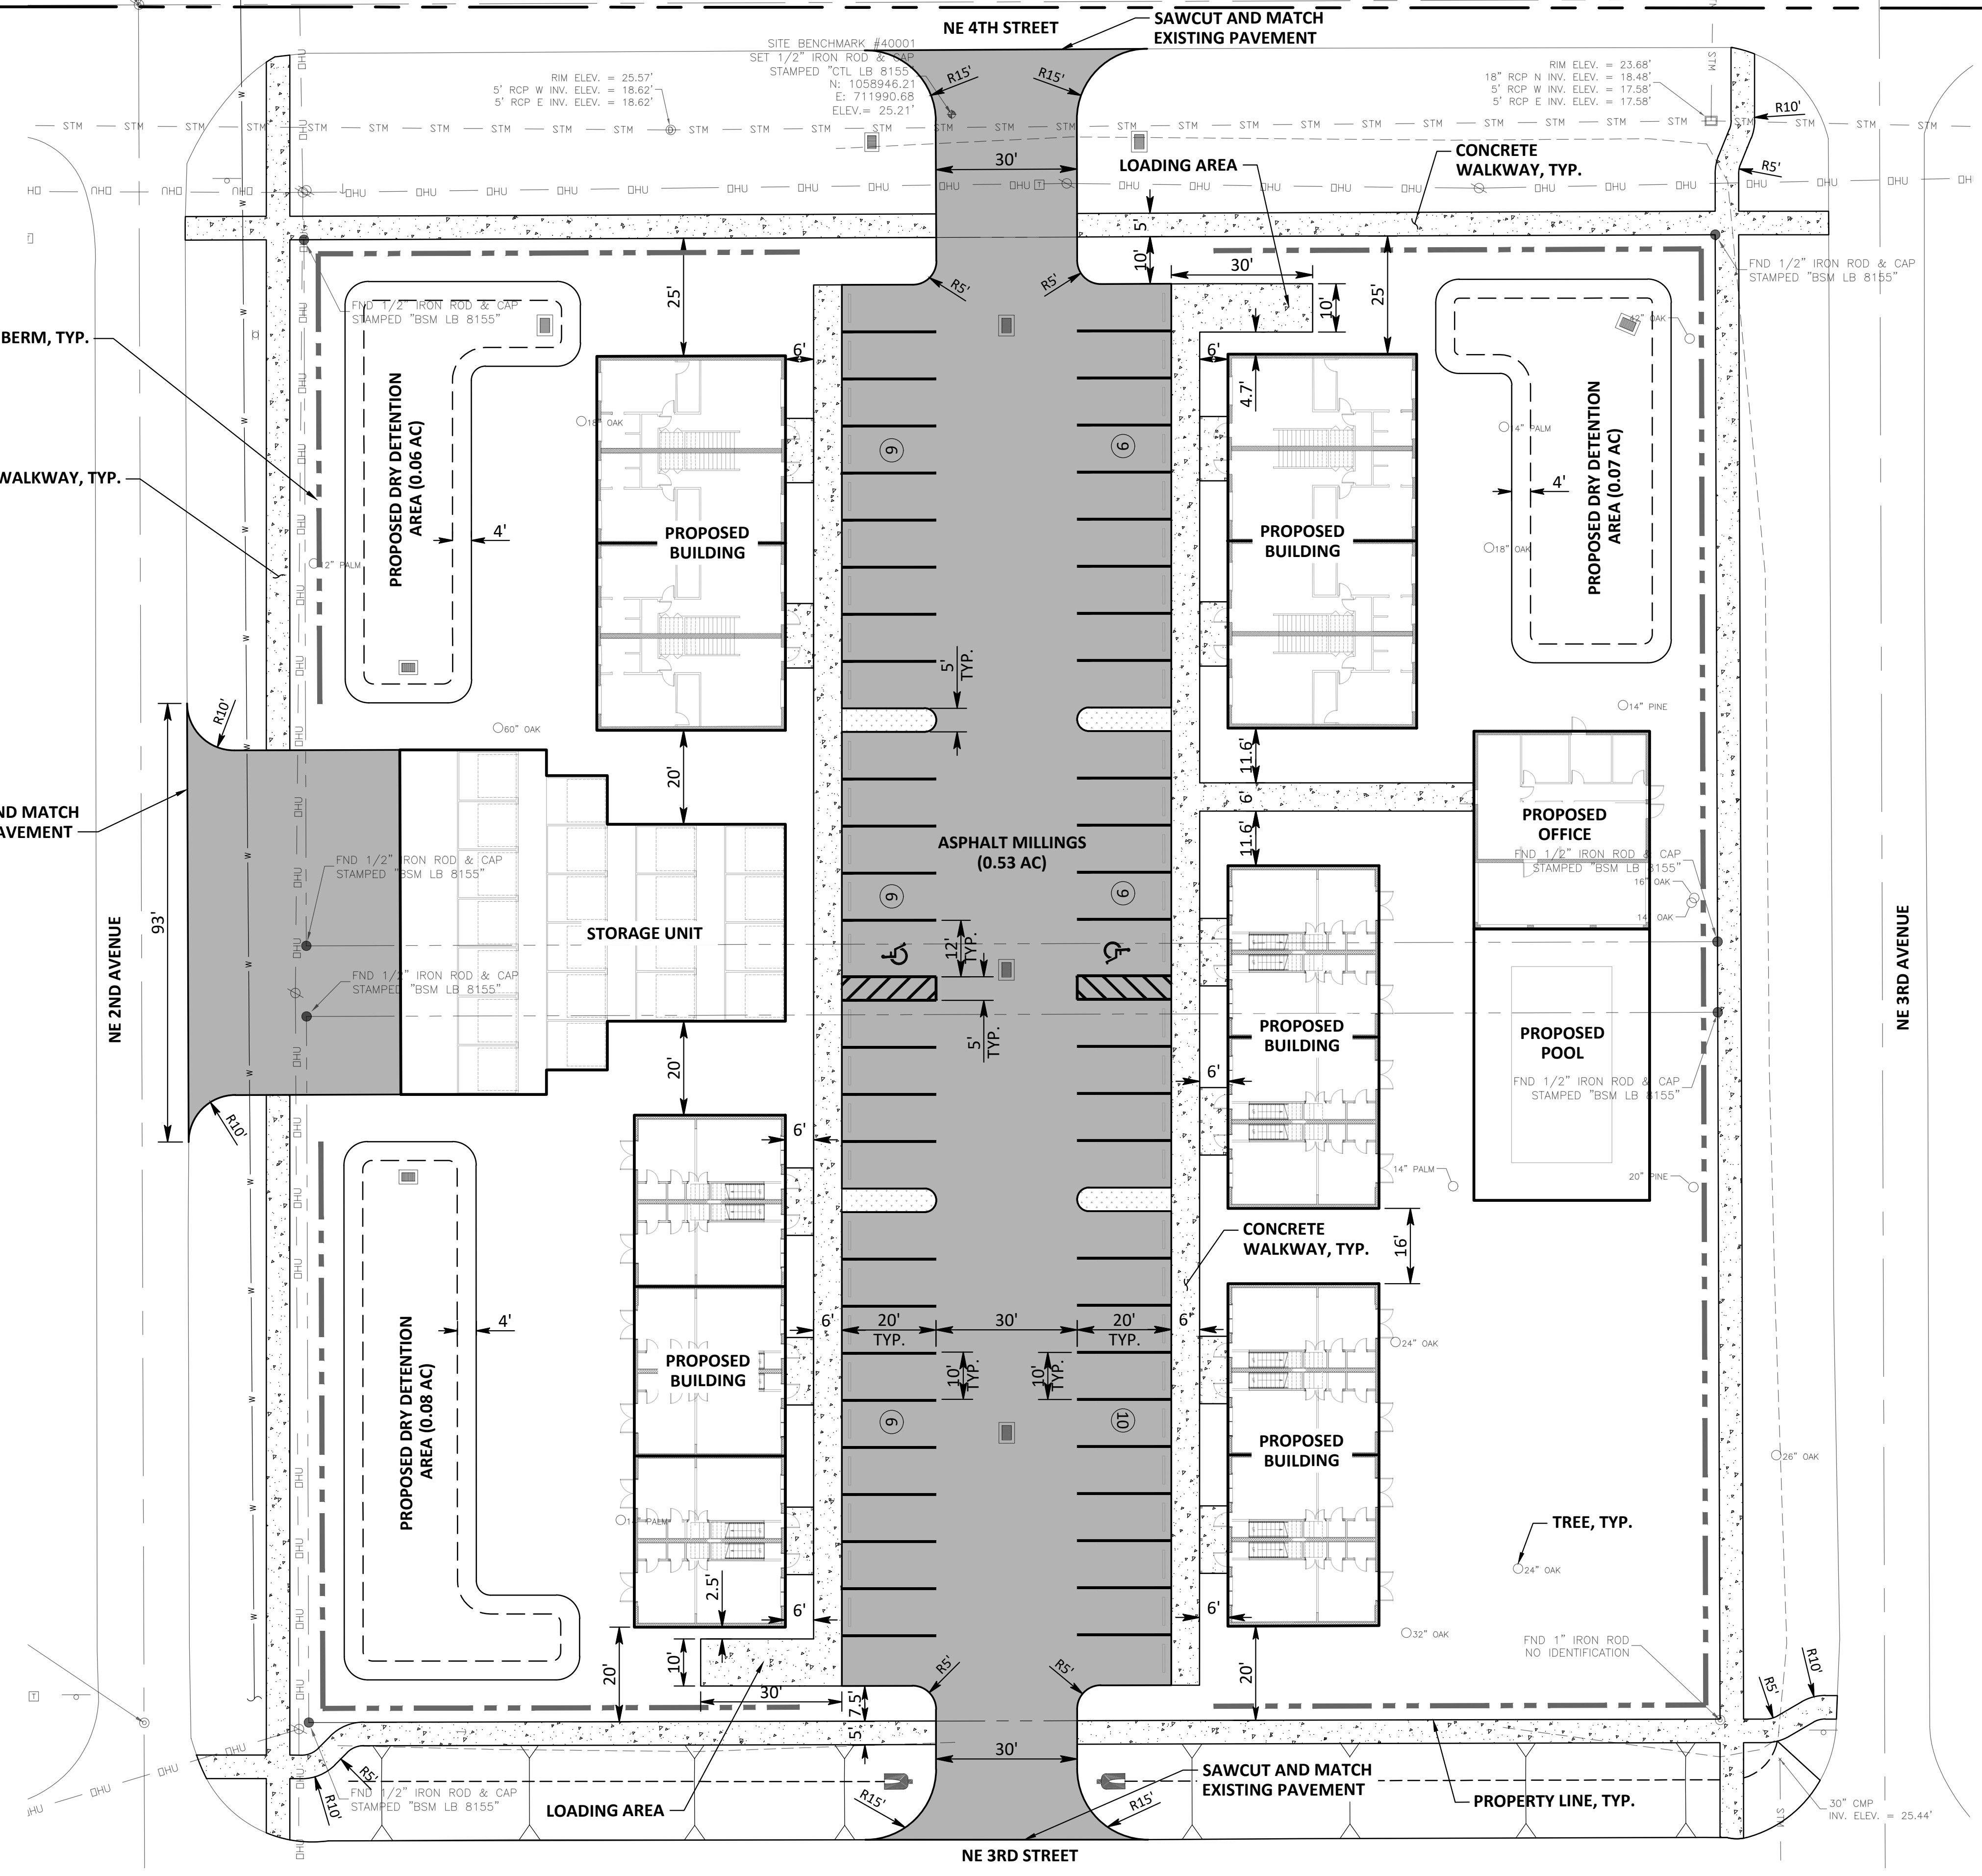 NE 4TH STREET
SAWCUT AND MATCH
EXISTING PAVEMENT
SITE BENCHMARK #40001
SET 1/2" IRON ROD & CAP
STAMPED "CTL LB 8155"
N: 1058946.21
E: 711990.68
ELEV.= 25.21'
RIM ELEV. = 25.57'
5' RCP W INV. ELEV. = 18.62'
5' RCP E INV. ELEV. = 18.62'
RIM ELEV. = 23.68'
18" RCP N INV. ELEV. = 18.48'
5' RCP W INV. ELEV. = 17.58'
5' RCP E INV. ELEV. = 17.58'
R15'
R15'
R10'
R5'
STM
STM
OHU
OHU
W
30'
LOADING AREA
CONCRETE
WALKWAY, TYP.
5'
10'
30'
10'
25'
25'
R5'
R5'
FND 1/2" IRON ROD & CAP
STAMPED "BSM LB 8155"
FND 1/2" IRON ROD & CAP
STAMPED "BSM LB 8155"
BERM, TYP.
WALKWAY, TYP.
PROPOSED DRY DETENTION
AREA (0.06 AC)
4'
18" OAK
12" PALM
60" OAK
6'
6'
4.7'
PROPOSED
BUILDING
9
9
PROPOSED
BUILDING
42" OAK
14" PALM
18" OAK
4'
PROPOSED DRY DETENTION
AREA (0.07 AC)
14" PINE
5'
TYP.
R10'
93'
20'
11.6'
6'
11.6'
ND MATCH
AVEMENT
NE 2ND AVENUE
ASPHALT MILLINGS
(0.53 AC)
PROPOSED
OFFICE
FND 1/2" IRON ROD & CAP
STAMPED "BSM LB 8155"
FND 1/2" IRON ROD & CAP
STAMPED "BSM LB 8155"
16" OAK
14" OAK
9
9
STORAGE UNIT
12'
TYP.
5'
TYP.
FND 1/2" IRON ROD & CAP
STAMPED "BSM LB 8155"
PROPOSED
BUILDING
PROPOSED
POOL
FND 1/2" IRON ROD & CAP
STAMPED "BSM LB 8155"
NE 3RD AVENUE
20'
6'
R10'
6'
14" PALM
20" PINE
CONCRETE
WALKWAY, TYP.
16'
4'
PROPOSED DRY DETENTION
AREA (0.08 AC)
6'
20'
TYP.
30'
20'
TYP.
6'
24" OAK
PROPOSED
BUILDING
10'
TYP.
10'
TYP.
9
10
PROPOSED
BUILDING
26" OAK
TREE, TYP.
24" OAK
2.5'
6'
6'
32" OAK
FND 1" IRON ROD
NO IDENTIFICATION
20'
10'
30'
R5'
R5'
7.5'
5'
20'
R5'
R10'
30'
R5'
R10'
FND 1/2" IRON ROD & CAP
STAMPED "BSM LB 8155"
LOADING AREA
R15'
R15'
SAWCUT AND MATCH
EXISTING PAVEMENT
PROPERTY LINE, TYP.
30" CMP
INV. ELEV. = 25.44'
NE 3RD STREET